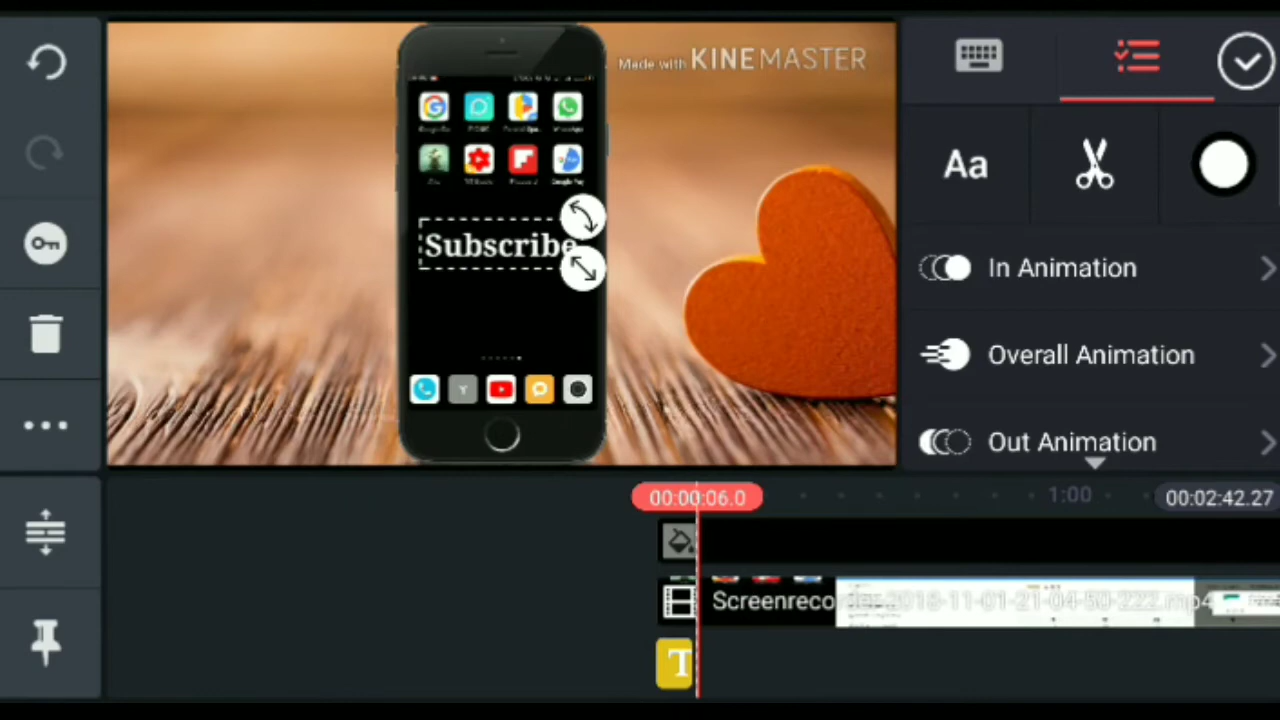 Made with KINEMASTER
Aa
Subscribe
In Animation
Overall Animation
Out Animation
00:00:06.0
1:00
00:02:42.27
T